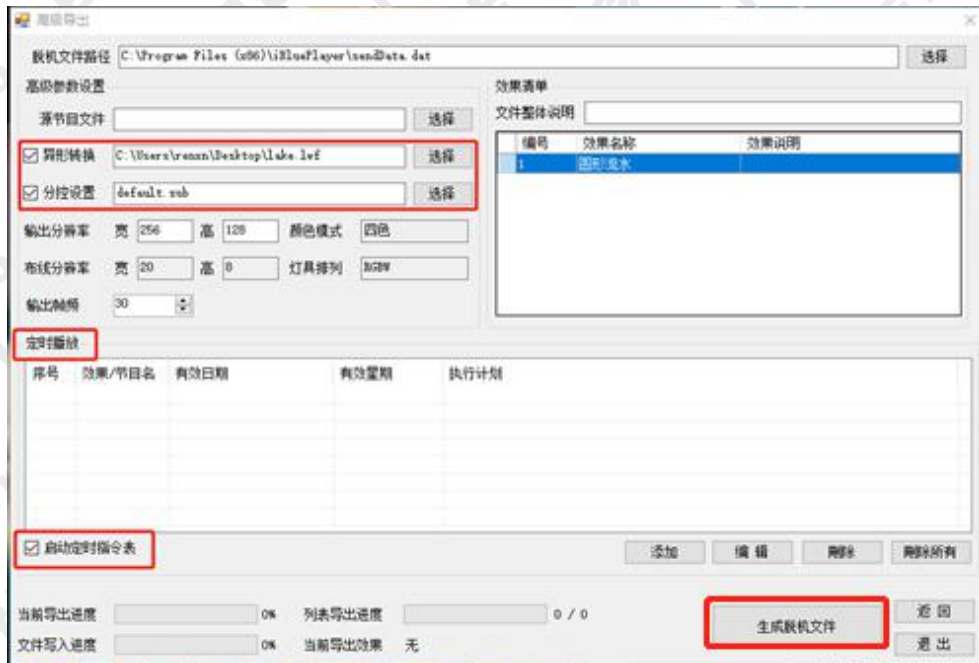 高级导出
脱机文件路径 C:\Program Files (x86)\iBluePlayer\sendData.dat 选择
高级参数设置 效果清单
源节目文件 选择 文件整体说明
编号 效果名称 效果说明
异形转换 C:\Users\renxn\Desktop\lake.lwf 选择
1 圆形流水
分控设置 default.sub 选择
输出分辨率 宽 256 高 128 颜色模式 四色
布线分辨率 宽 20 高 8 灯具排列 RGBW
输出帧频 30
定时播放
序号 效果/节目名 有效日期 有效星期 执行计划
启动定时指令表 添加 编辑 删除 删除所有
当前导出进度 0% 列表导出进度 0 / 0 生成脱机文件 返回
文件写入进度 0% 当前导出效果 无 退出